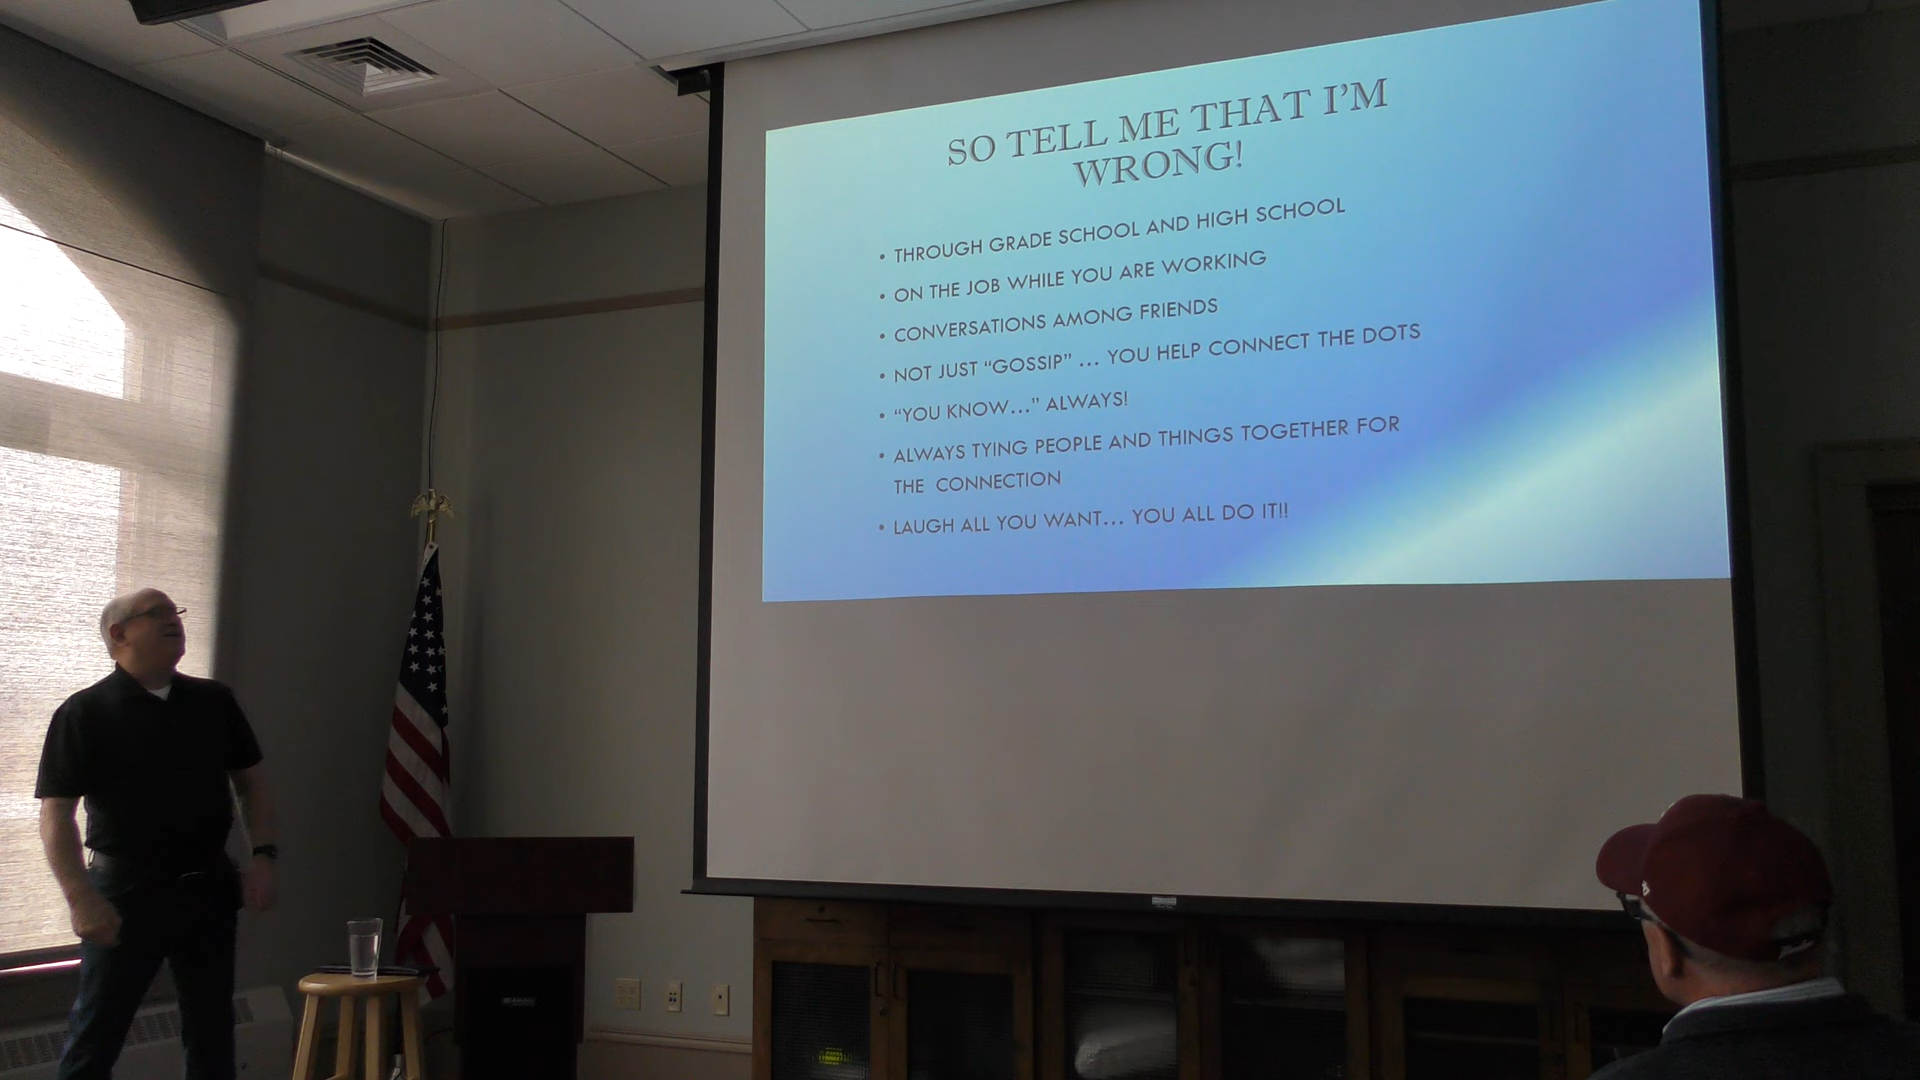 SO TELL ME THAT I'M
WRONG!
• THROUGH GRADE SCHOOL AND HIGH SCHOOL
• ON THE JOB WHILE YOU ARE WORKING
• CONVERSATIONS AMONG FRIENDS
• NOT JUST “GOSSIP” … YOU HELP CONNECT THE DOTS
• “YOU KNOW…” ALWAYS!
• ALWAYS TYING PEOPLE AND THINGS TOGETHER FOR
THE CONNECTION
• LAUGH ALL YOU WANT… YOU ALL DO IT!!